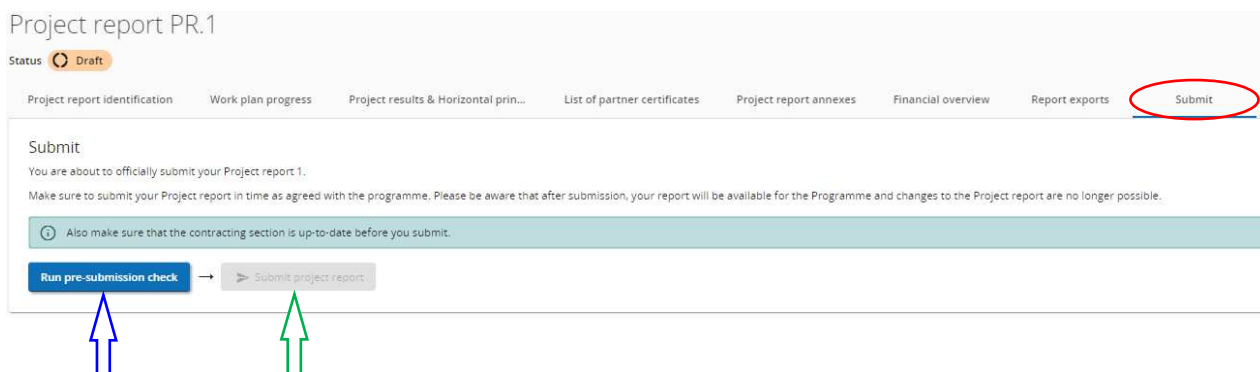 Project report PR.1
Status Draft
Project report identification Work plan progress Project results & Horizontal prin... List of partner certificates Project report annexes Financial overview Report exports Submit
Submit
You are about to officially submit your Project report 1.
Make sure to submit your Project report in time as agreed with the programme. Please be aware that after submission, your report will be available for the Programme and changes to the Project report are no longer possible.
Also make sure that the contracting section is up-to-date before you submit.
Run pre-submission check → Submit project report